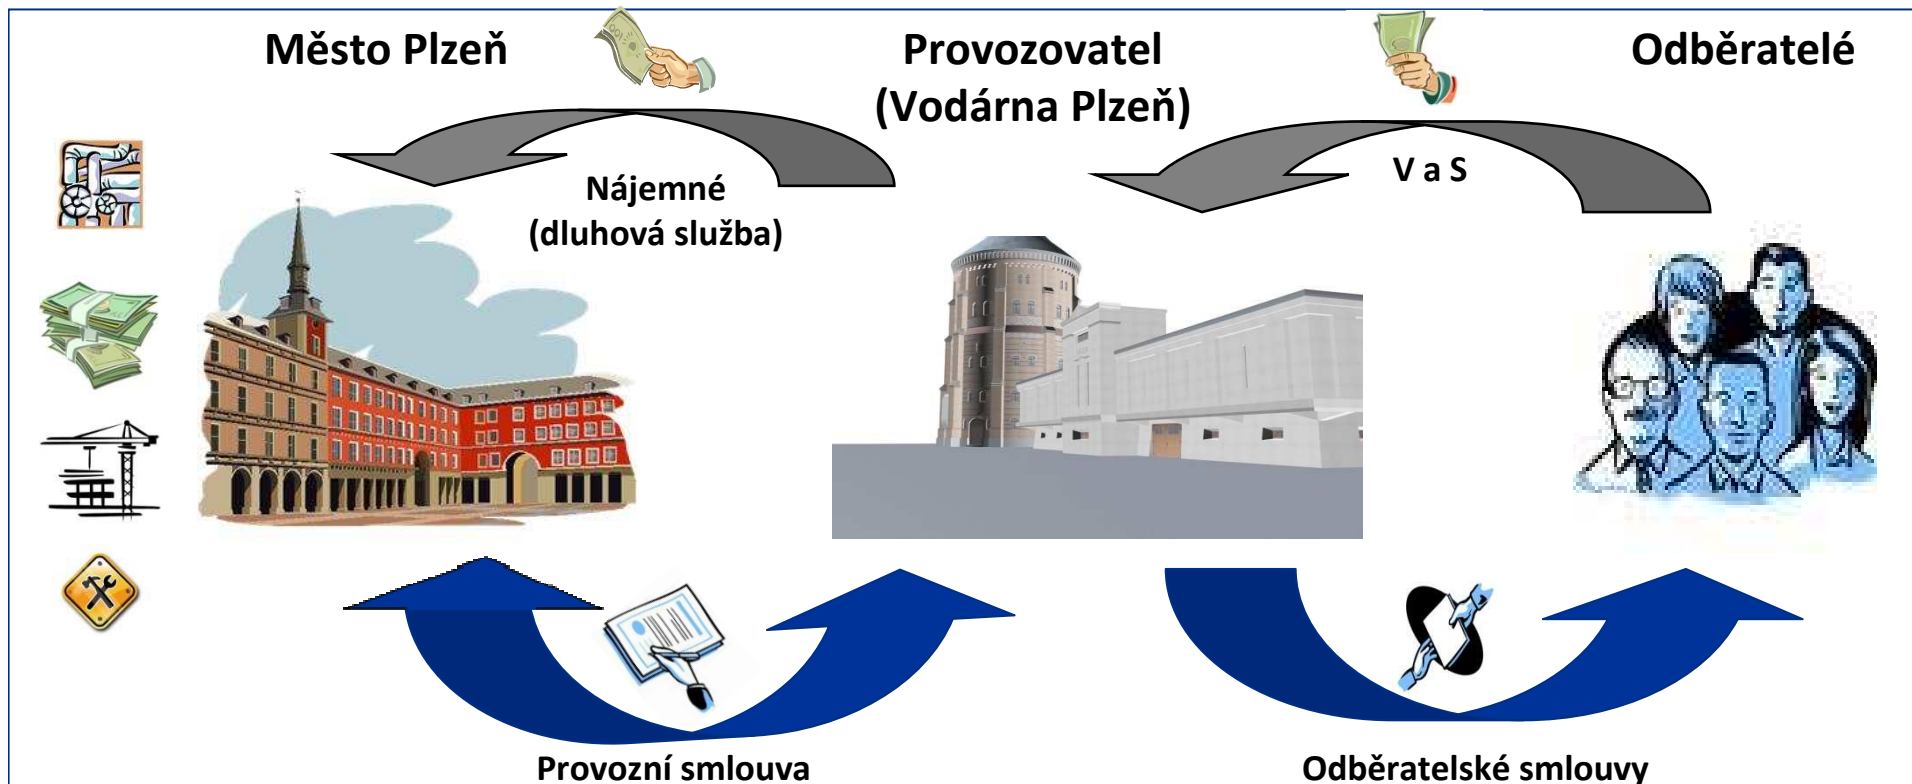 Město Plzeň
Provozovatel
(Vodárna Plzeň)
Odběratelé
Nájemné
(dluhová služba)
V a S
Provozní smlouva
Odběratelské smlouvy